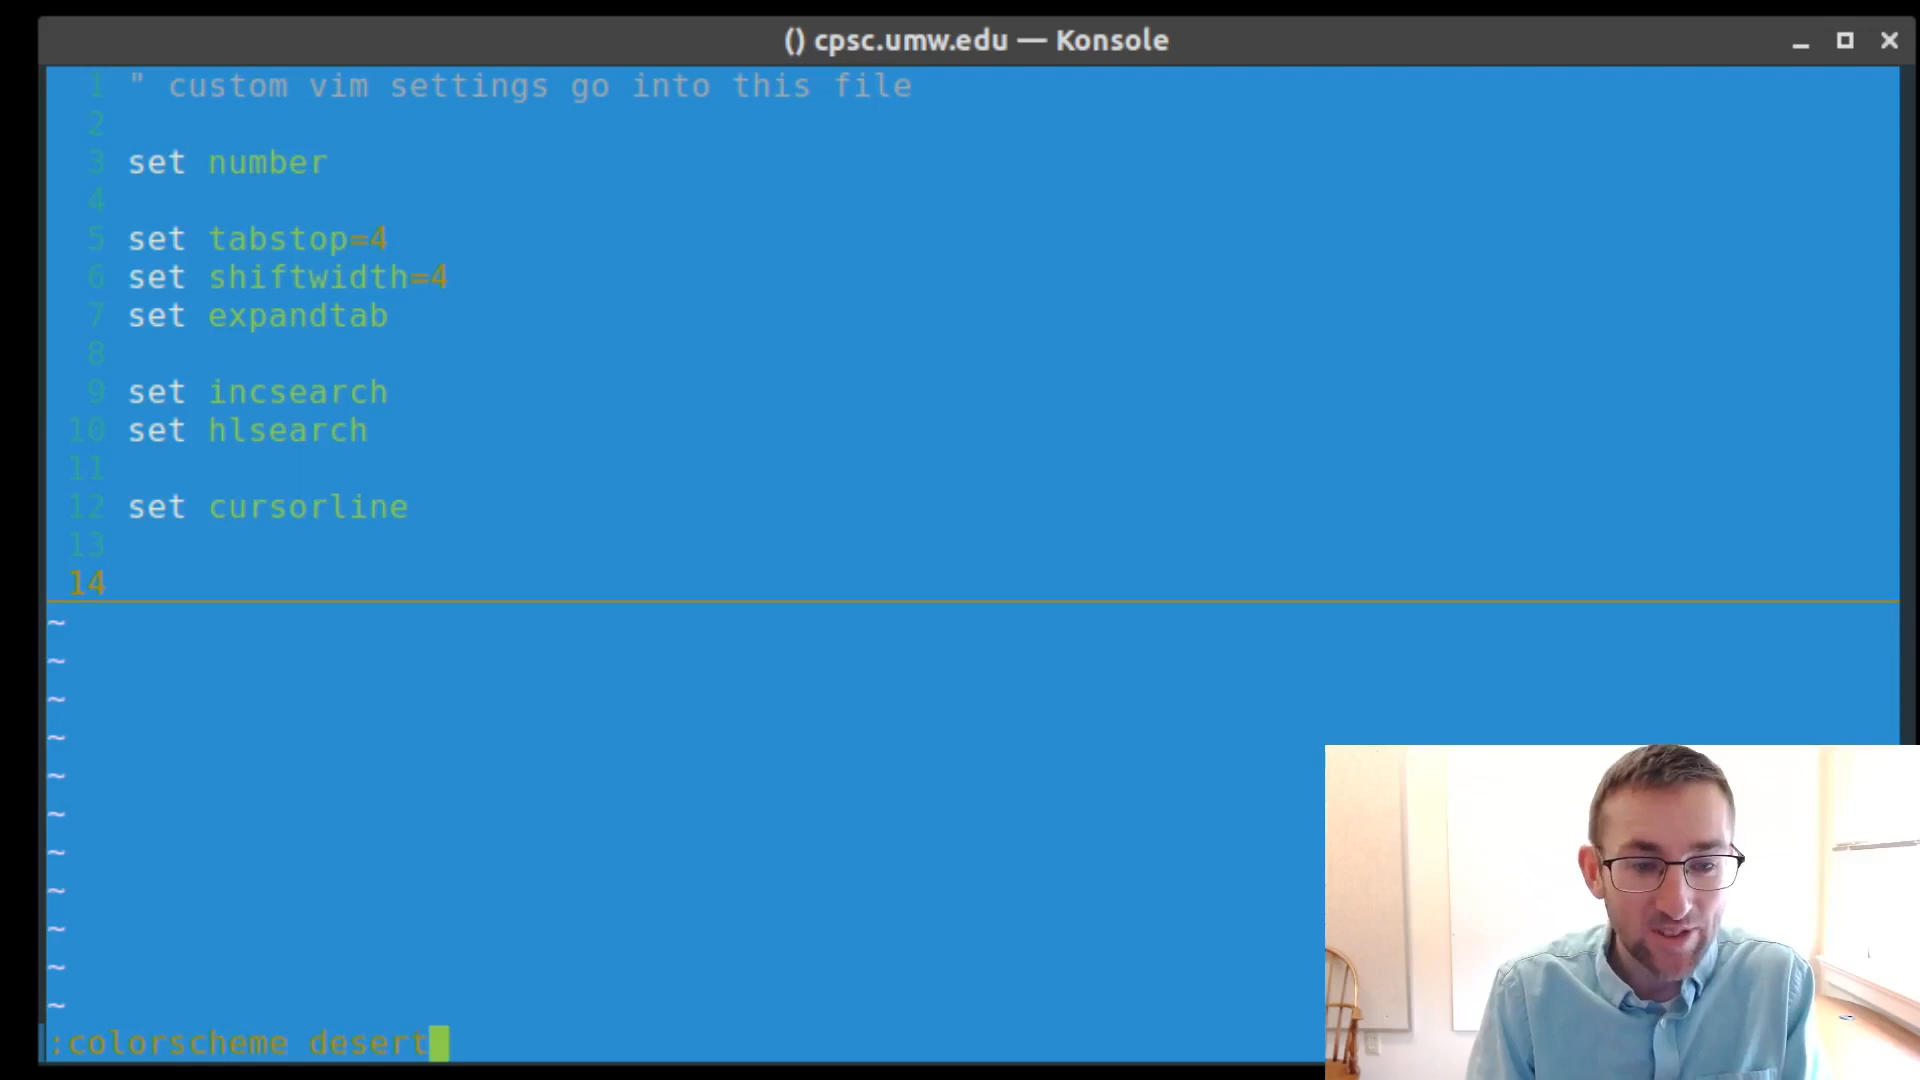 () cpsc.umw.edu — Konsole
1 " custom vim settings go into this file
2
3 set number
4
5 set tabstop=4
6 set shiftwidth=4
7 set expandtab
8
9 set incsearch
10 set hlsearch
11
12 set cursorline
13
14
~
~
~
~
~
~
~
~
~
~
~
:colorscheme desert